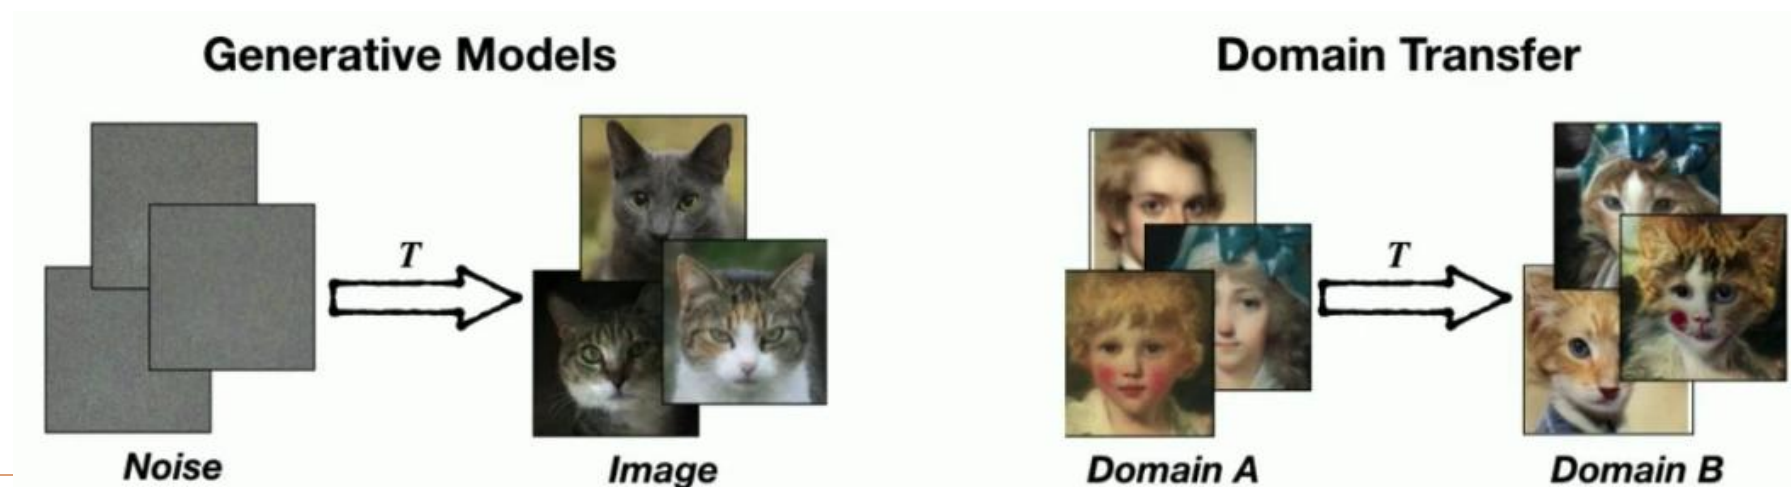 Generative Models
T
Noise
Image
Domain Transfer
T
Domain A
Domain B